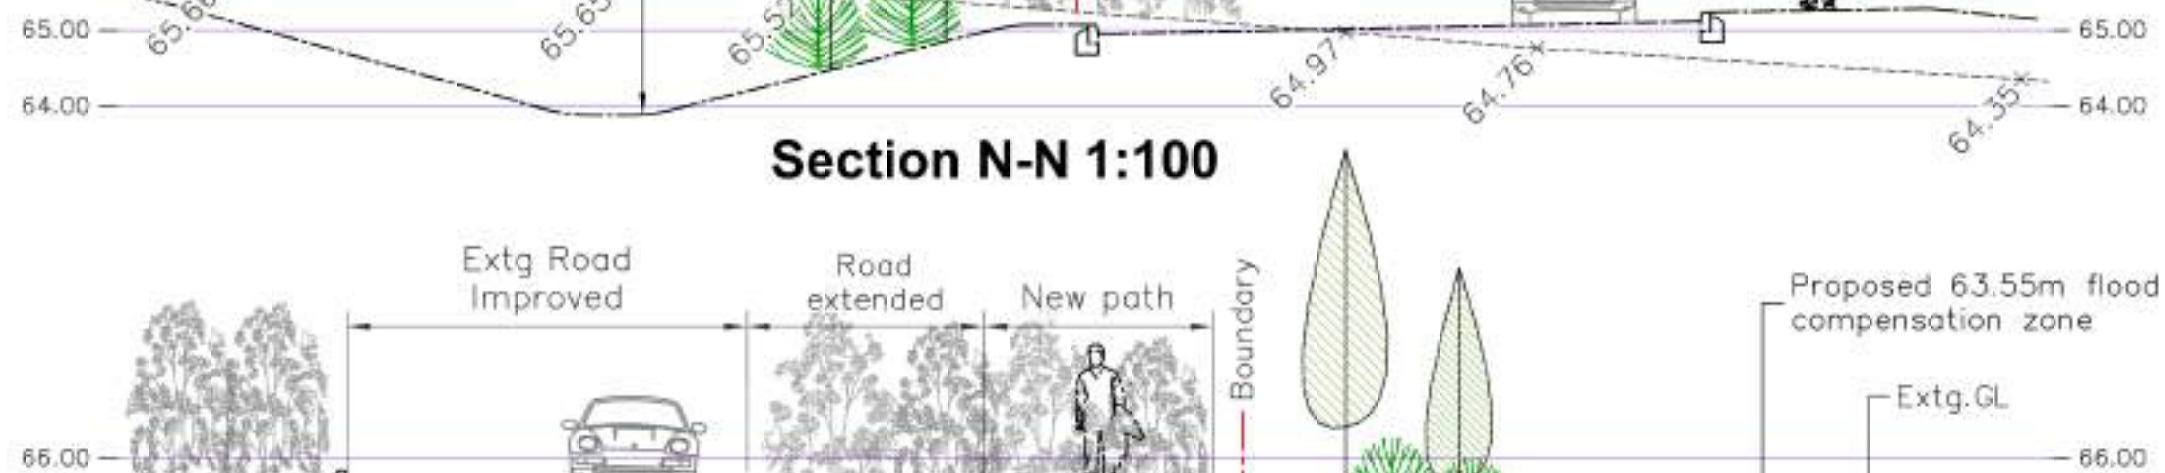 65.00
65.65
65.00
64.97
64.76
64.00
64.35
64.00
Section N-N 1:100
Extg Road
Improved
Road
extended
New path
Boundary
Proposed 63.55m flood
compensation zone
Extg.GL
66.00
66.00